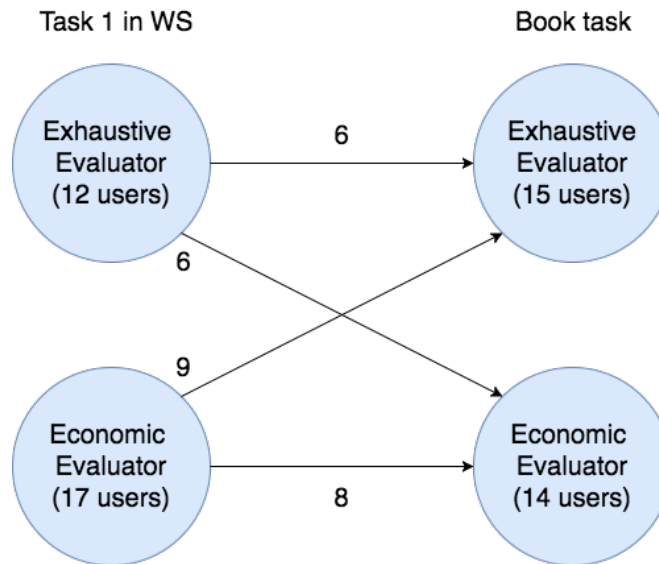 Task 1 in WS
Book task
Exhaustive
Evaluator
(12 users)
6
Exhaustive
Evaluator
(15 users)
6
9
Economic
Evaluator
(17 users)
8
Economic
Evaluator
(14 users)